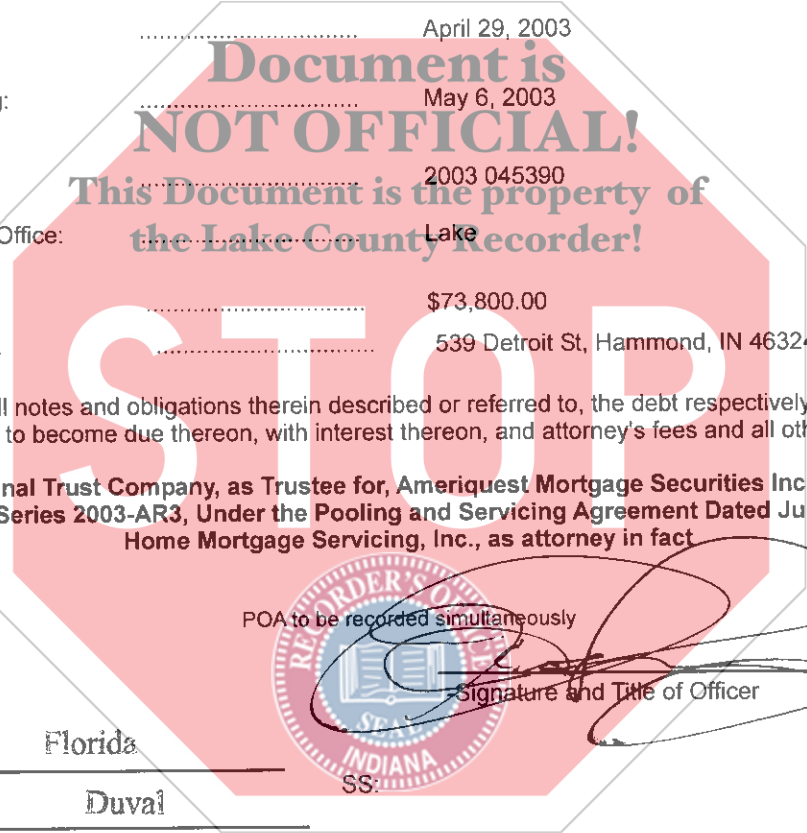 April 29, 2003
Document is
g: May 6, 2003
NOT OFFICIAL!
2003 045390
This Document is the property of
Office: Lake
the Lake County Recorder!
$73,800.00
539 Detroit St, Hammond, IN 46324
STOP
ll notes and obligations therein described or referred to, the debt respectively
to become due thereon, with interest thereon, and attorney's fees and all oth
nal Trust Company, as Trustee for, Ameriquest Mortgage Securities Inc
Series 2003-AR3, Under the Pooling and Servicing Agreement Dated Ju
Home Mortgage Servicing, Inc., as attorney in fact
RECORDER'S OFFICE
POA to be recorded simultaneously
Signature and Title of Officer
SEAL
INDIANA
Florida
SS:
Duval